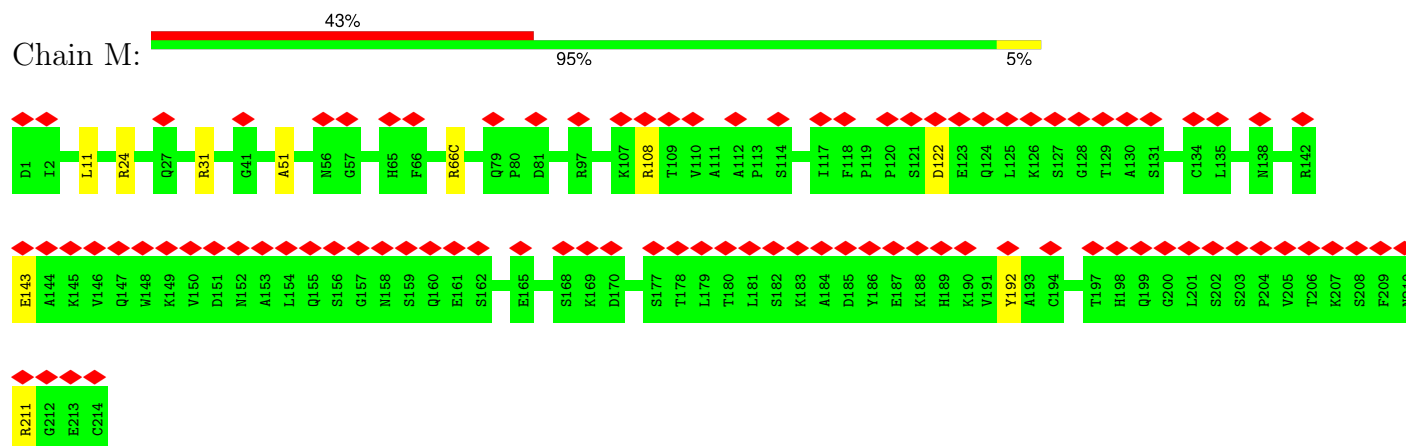 43%
Chain M:
95% 5%
D1 I2 L11 R24 Q27 R31 G41 A51 N56 G57 H65 F66 R66C Q79 P80 D81 R97 K107 R108 T109 V110 A111 A112 P113 S114 I117 F118 P119 P120 S121 D122 E123 Q124 L125 K126 S127 G128 T129 A130 S131 C134 L135 N138 R142
E143 A144 K145 V146 Q147 W148 K149 V150 D151 N152 A153 L154 Q155 S156 G157 N158 S159 Q160 E161 S162 E165 S168 K169 D170 S177 T178 L179 T180 L181 S182 K183 A184 D185 Y186 E187 K188 H189 K190 V191 Y192 A193 C194 T197 H198 Q199 G200 L201 S202 S203 P204 V205 T206 K207 S208 F209 N210
R211 G212 E213 C214